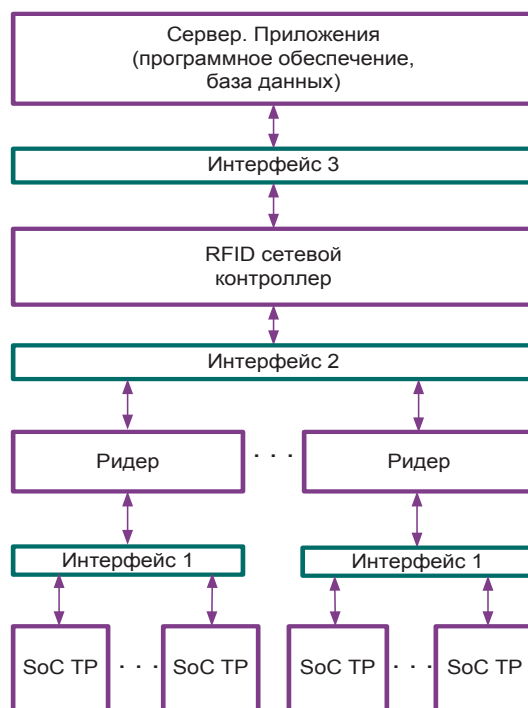 Сервер. Приложения
(программное обеспечение,
база данных)
Интерфейс 3
RFID сетевой
контроллер
Интерфейс 2
Ридер . . . Ридер
Интерфейс 1 Интерфейс 1
SoC TP . . . SoC TP SoC TP . . . SoC TP